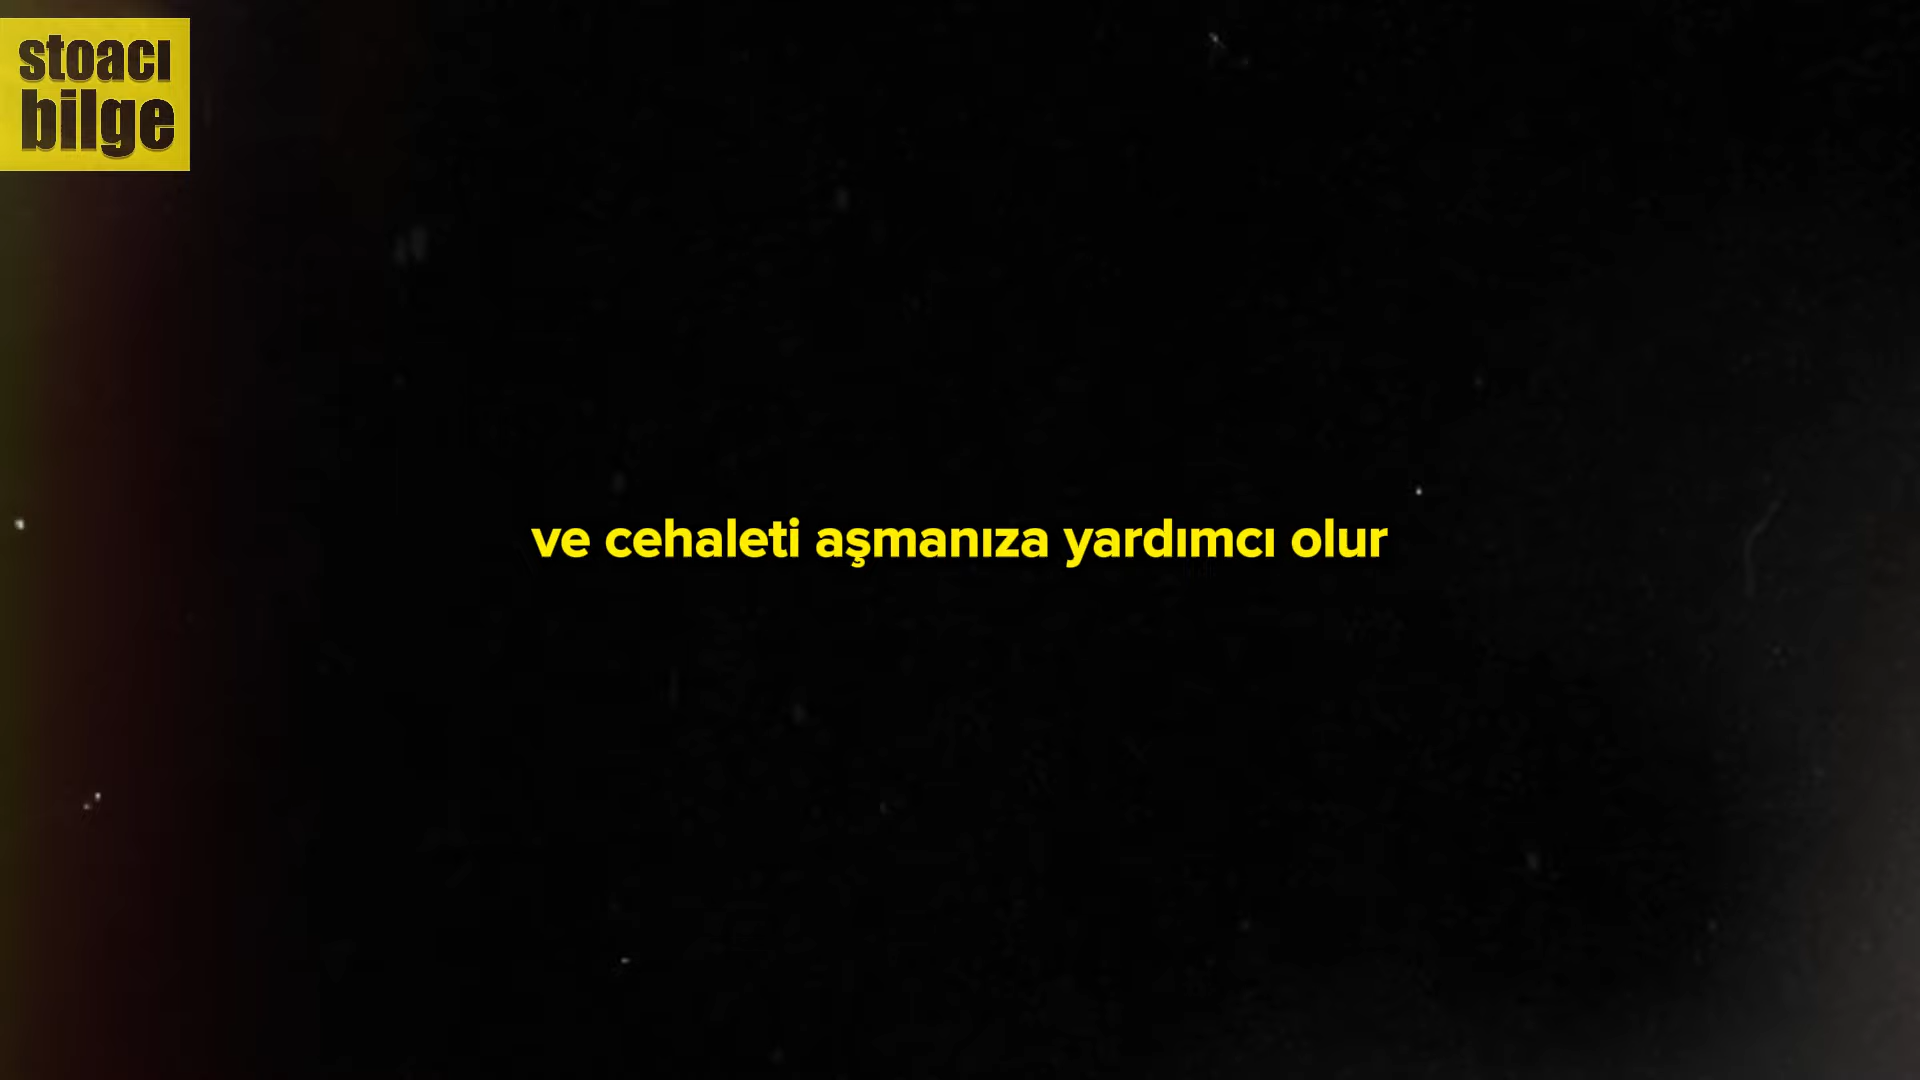 stoacı
bilge
ve cehaleti aşmanıza yardımcı olur